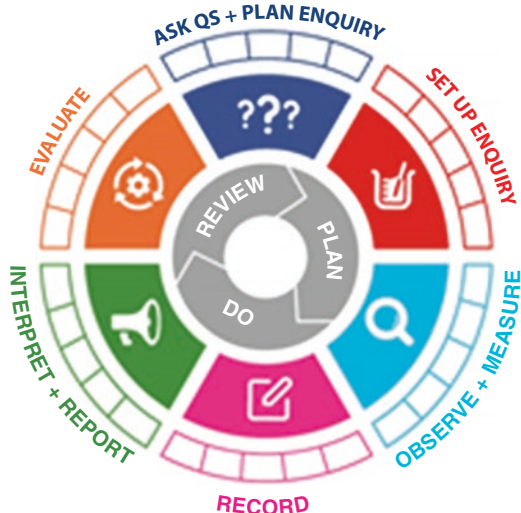 ASK QS + PLAN ENQUIRY
SET UP ENQUIRY
OBSERVE + MEASURE
RECORD
INTERPRET + REPORT
EVALUATE
???
REVIEW
PLAN
DO